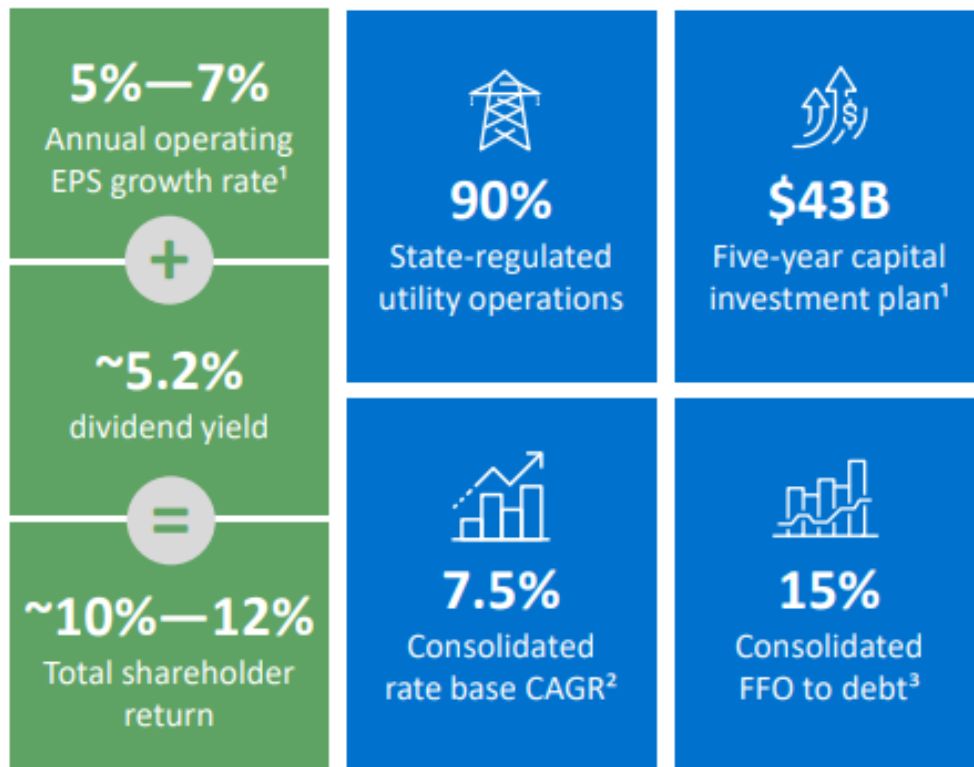 5%—7%
Annual operating
EPS growth rate¹
+
~5.2%
dividend yield
=
~10%—12%
Total shareholder
return
90%
State-regulated
utility operations
$
$43B
Five-year capital
investment plan¹
7.5%
Consolidated
rate base CAGR²
15%
Consolidated
FFO to debt³